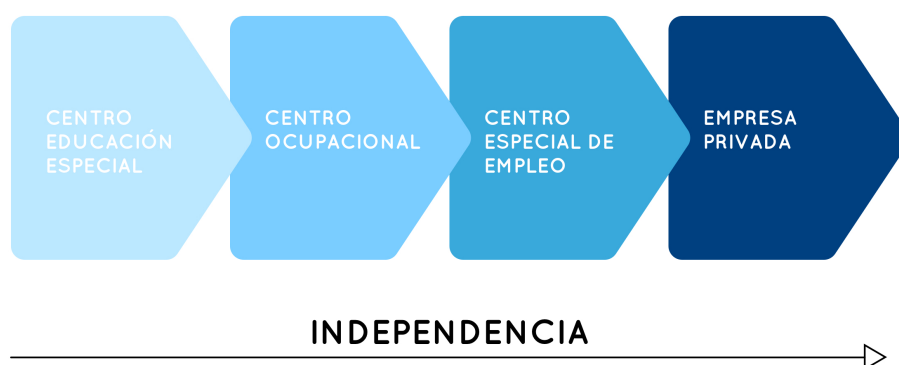 CENTRO
EDUCACIÓN
ESPECIAL
CENTRO
OCUPACIONAL
CENTRO
ESPECIAL DE
EMPLEO
EMPRESA
PRIVADA
INDEPENDENCIA